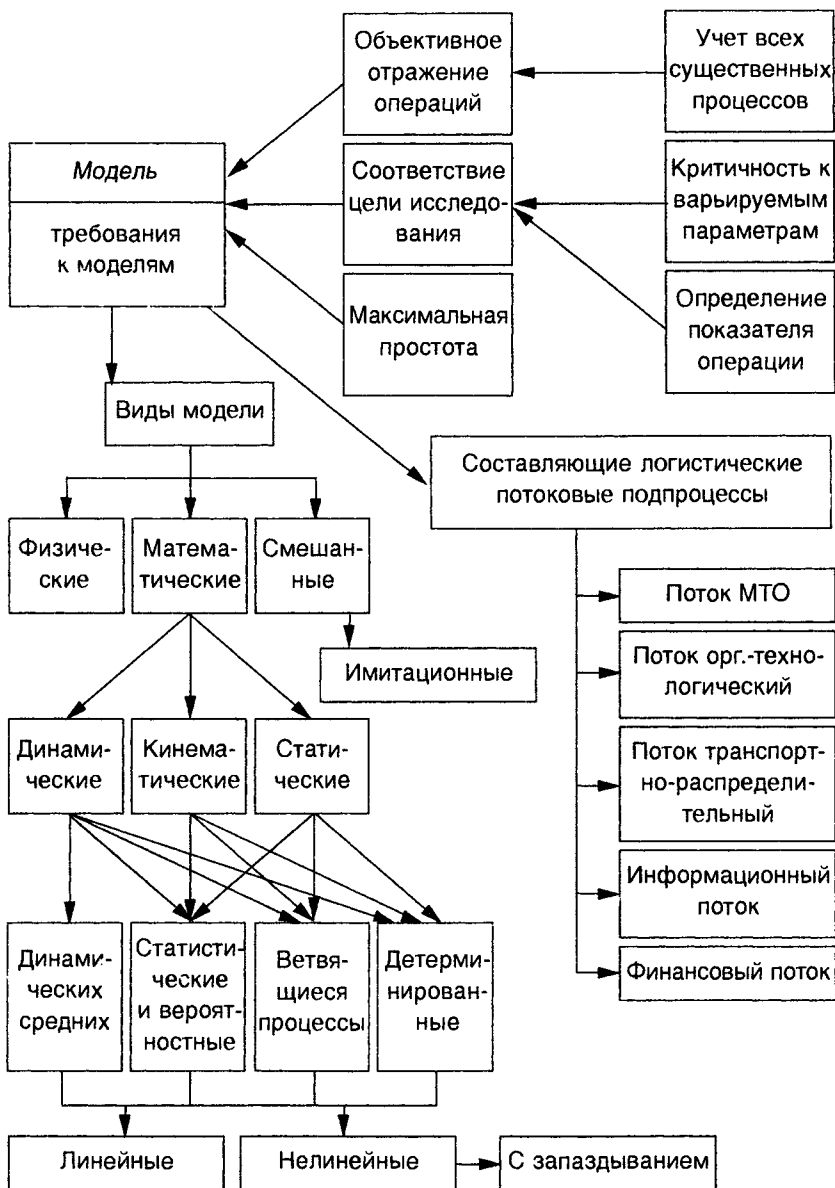 Объективное
отражение
операций
Учет всех
существенных
процессов
Модель
требования
к моделям
Соответствие
цели исследо-
вания
Критичность к
варьируемым
параметрам
Максимальная
простота
Определение
показателя
операции
Виды модели
Составляющие логистические
потоковые подпроцессы
Физиче-
ские
Матема-
тические
Смешан-
ные
Имитационные
Поток МТО
Поток орг.-техно-
логический
Поток транспорт-
но-распредели-
тельный
Информационный
поток
Финансовый поток
Динами-
ческие
Кинема-
тические
Стати-
ческие
Динами-
ческих
средних
Статисти-
ческие
и вероят-
ностные
Ветвя-
щиеся
процессы
Детерми-
нирован-
ные
Линейные
Нелинейные
С запаздыванием